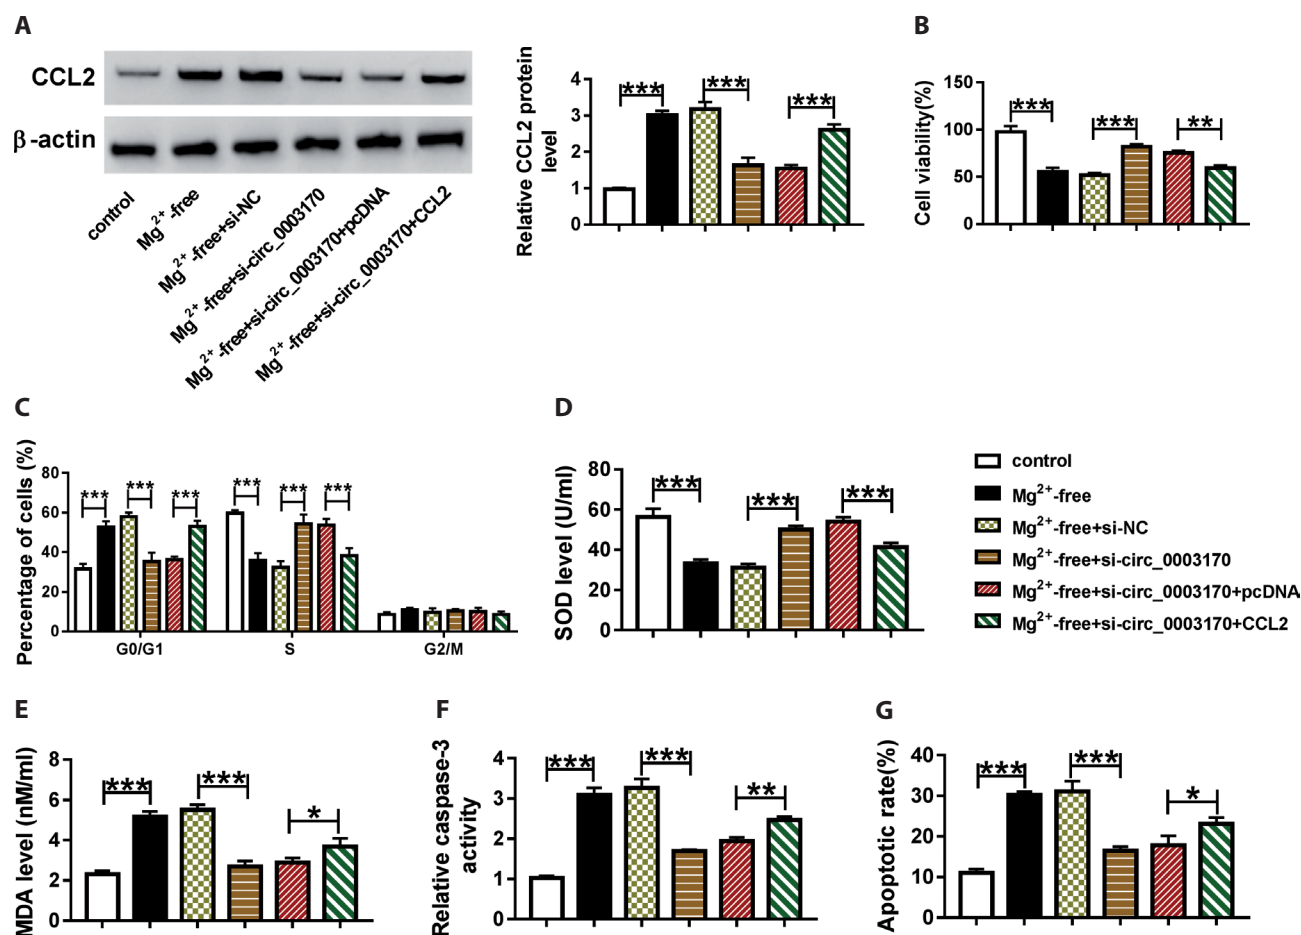 A
CCL2
β-actin
control
Mg2+-free
Mg2+-free+si-NC
Mg2+-free+si-circ_0003170
Mg2+-free+si-circ_0003170+pcDNA
Mg2+-free+si-circ_0003170+CCL2
Relative CCL2 protein
level
4
3
2
1
0
***
***
***
B
Cell viability(%)
150
100
50
0
***
***
**
C
Percentage of cells (%)
80
60
40
20
0
***
***
***
***
***
***
G0/G1
S
G2/M
D
SOD level (U/ml)
80
60
40
20
0
***
***
***
control
Mg2+-free
Mg2+-free+si-NC
Mg2+-free+si-circ_0003170
Mg2+-free+si-circ_0003170+pcDNA
Mg2+-free+si-circ_0003170+CCL2
E
MDA level (nM/ml)
8
6
4
2
0
***
***
*
F
Relative caspase-3
activity
4
3
2
1
0
***
***
**
G
Apoptotic rate(%)
40
30
20
10
0
***
***
*